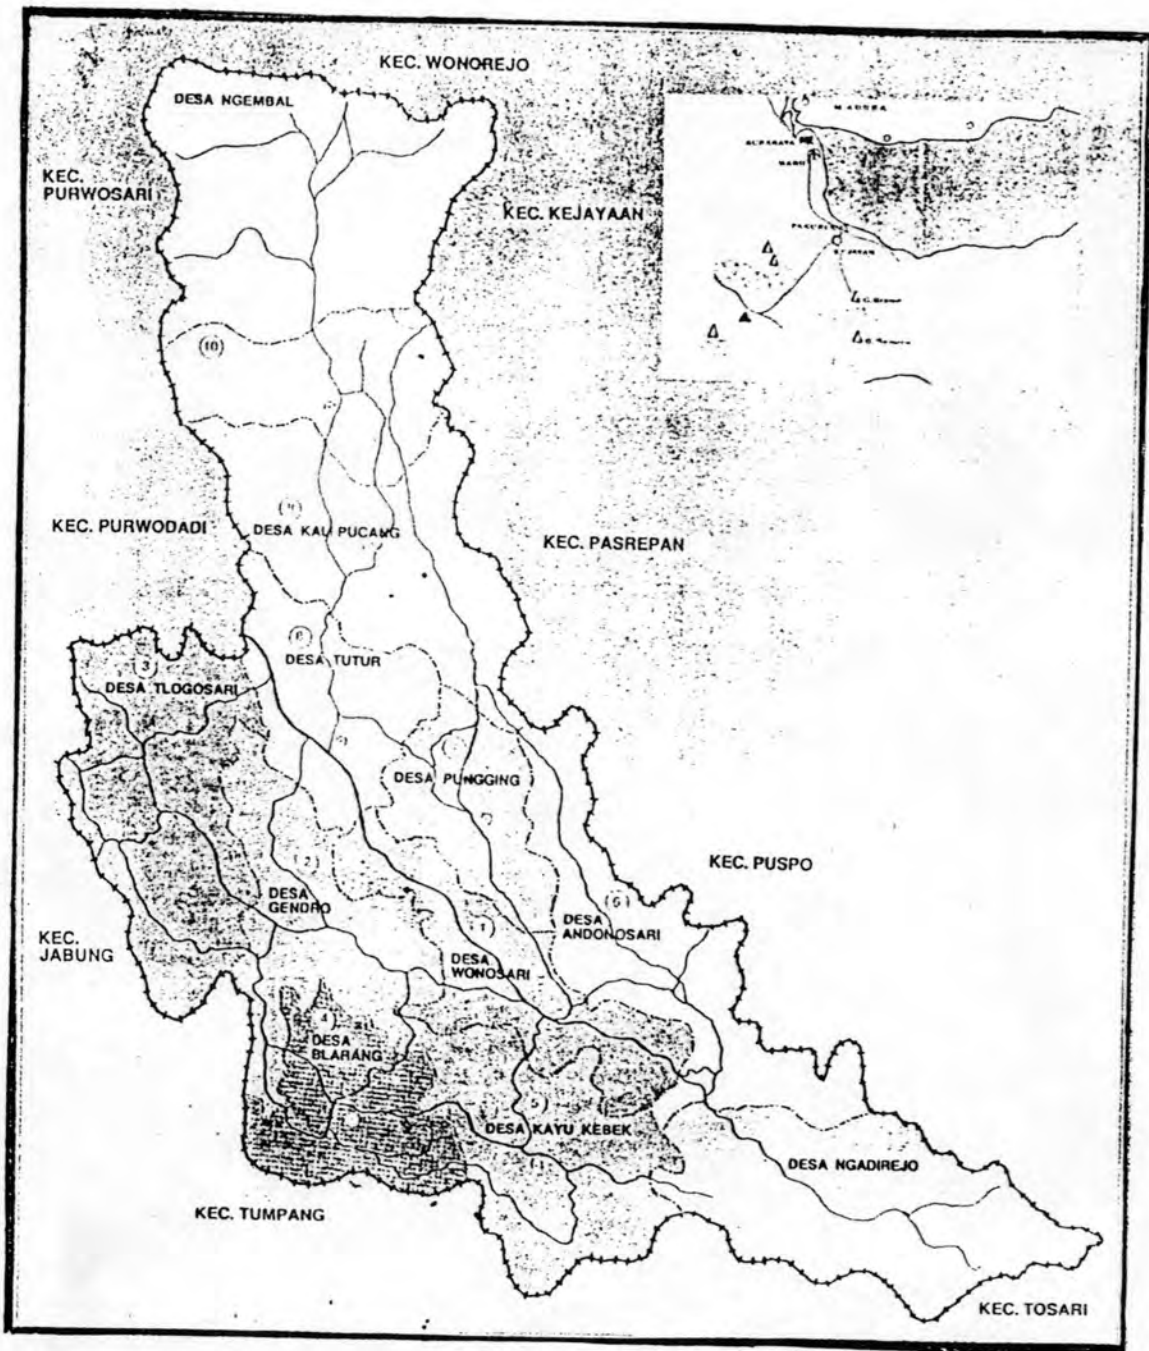 KEC. WONOREJO
DESA NGEMBAL
MADURA
KEC.
PURWOSARI
KEC. KEJAYAAN
(10)
DESA KALI PUCANG
KEC. PURWODADI
KEC. PASREPAN
DESA TUTUR
(3)
DESA TLOGOSARI
DESA PUNGGING
(2)
KEC. PUSPO
DESA
GENDRO
(6)
DESA
ANDONOSARI
(1)
KEC.
JABUNG
DESA
WONOSARI
(4)
DESA
BLARANG
(5)
DESA KAYU KEBEK
DESA NGADIREJO
KEC. TUMPANG
KEC. TOSARI